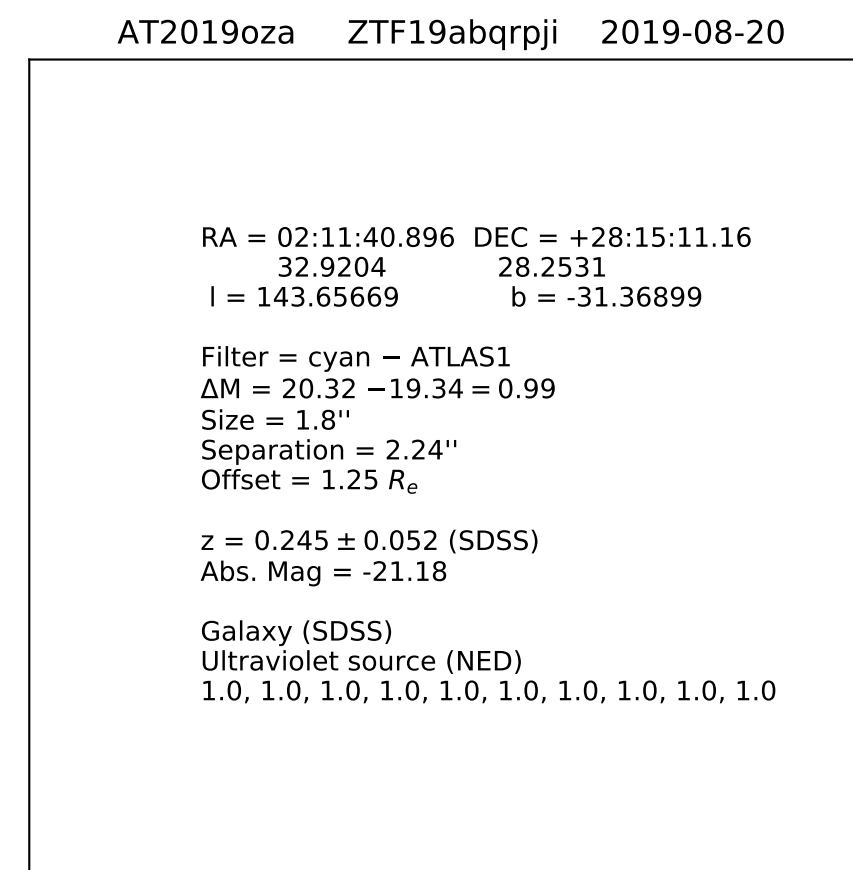 AT2019oza ZTF19abqrpji 2019-08-20
RA = 02:11:40.896 DEC = +28:15:11.16
32.9204 28.2531
l = 143.65669 b = -31.36899
Filter = cyan − ATLAS1
ΔM = 20.32 −19.34 = 0.99
Size = 1.8''
Separation = 2.24''
Offset = 1.25 Re
z = 0.245 ± 0.052 (SDSS)
Abs. Mag = -21.18
Galaxy (SDSS)
Ultraviolet source (NED)
1.0, 1.0, 1.0, 1.0, 1.0, 1.0, 1.0, 1.0, 1.0, 1.0